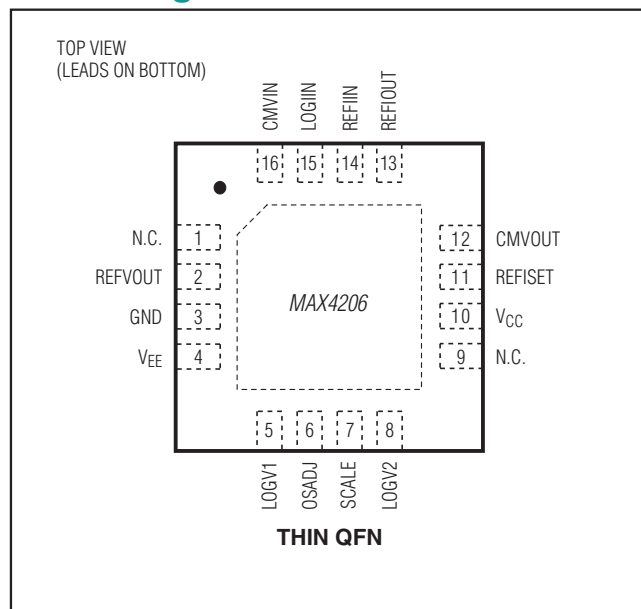 TOP VIEW
(LEADS ON BOTTOM)
CMVIN
LOGIIN
REFIIN
REFIOUT
16 15 14 13
N.C. 1
REFVOUT 2
GND 3
VEE 4
MAX4206
12 CMVOUT
11 REFISET
10 VCC
9 N.C.
5 6 7 8
LOGV1
OSADJ
SCALE
LOGV2
THIN QFN